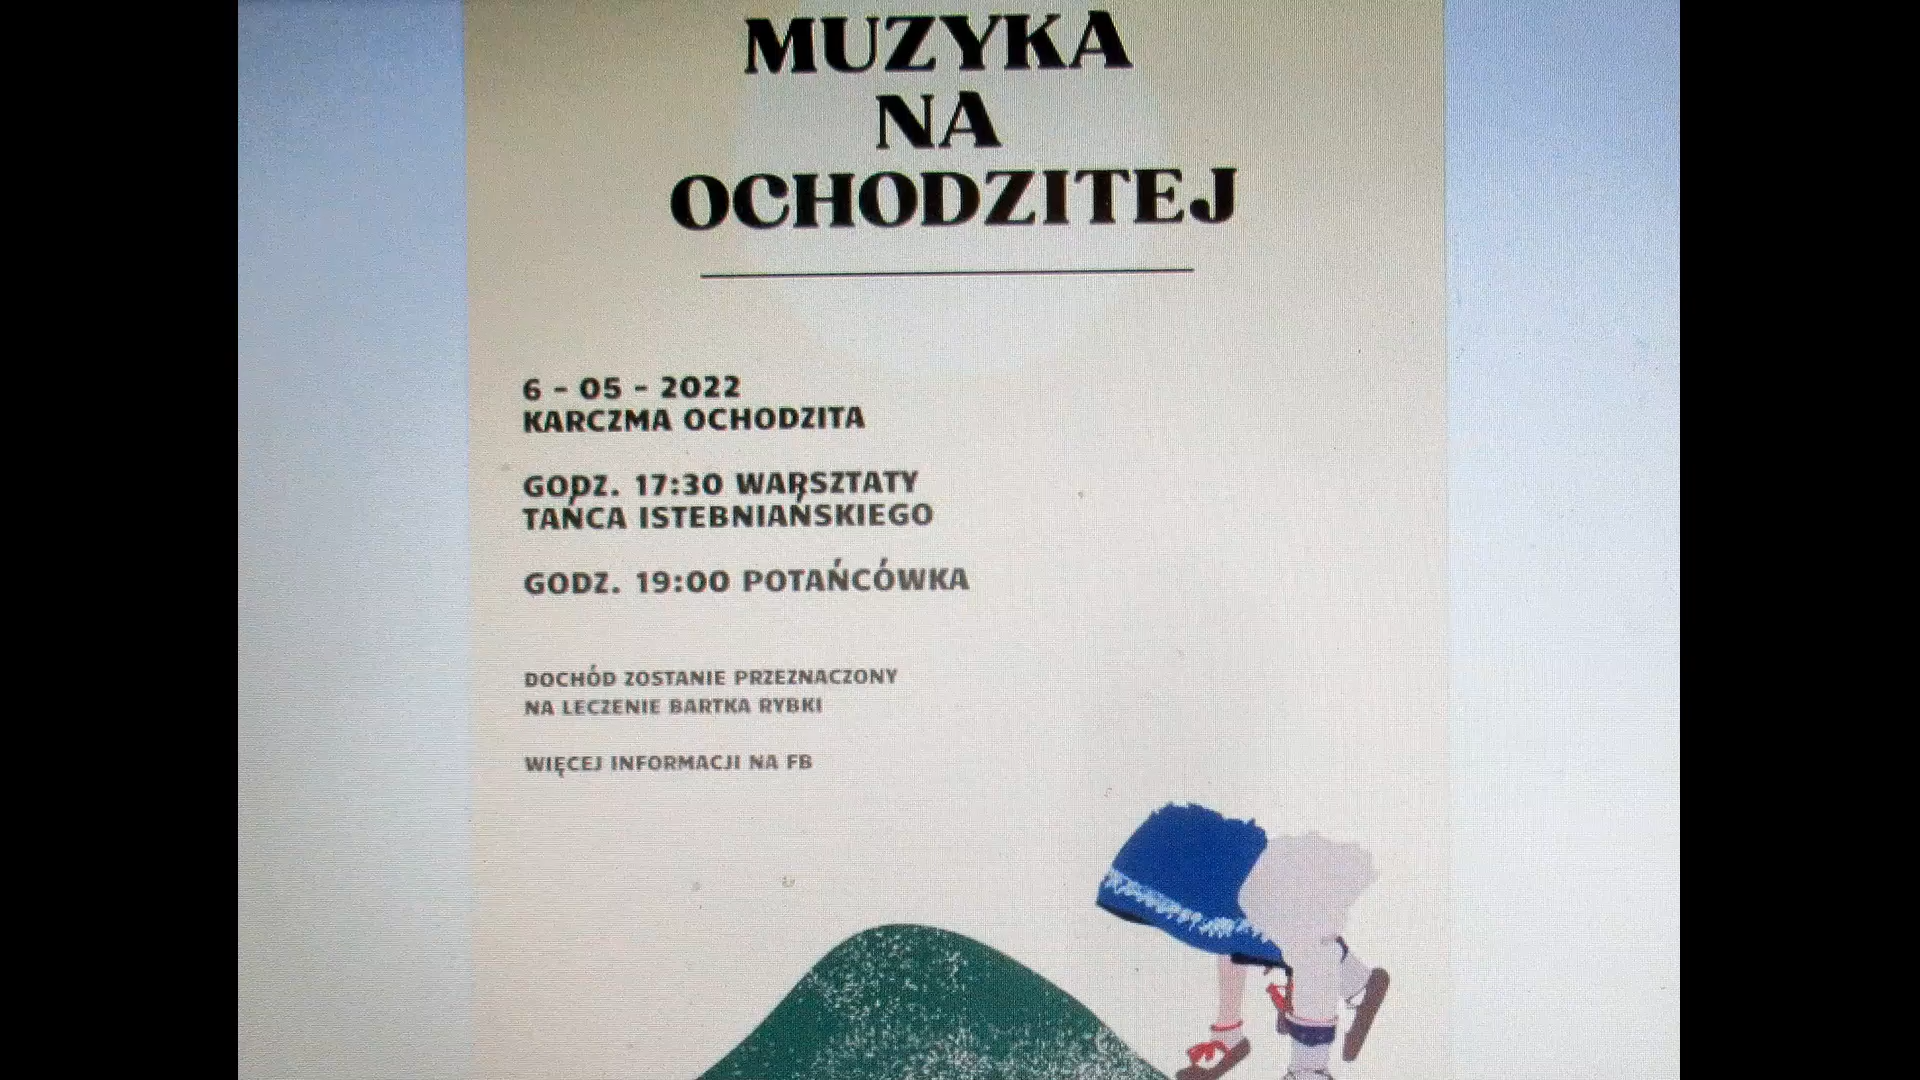 MUZYKA
NA
OCHODZITEJ
6 - 05 - 2022
KARCZMA OCHODZITA
GODZ. 17:30 WARSZTATY
TAŃCA ISTEBNIAŃSKIEGO
GODZ. 19:00 POTAŃCÓWKA
DOCHÓD ZOSTANIE PRZEZNACZONY
NA LECZENIE BARTKA RYBKI
WIĘCEJ INFORMACJI NA FB